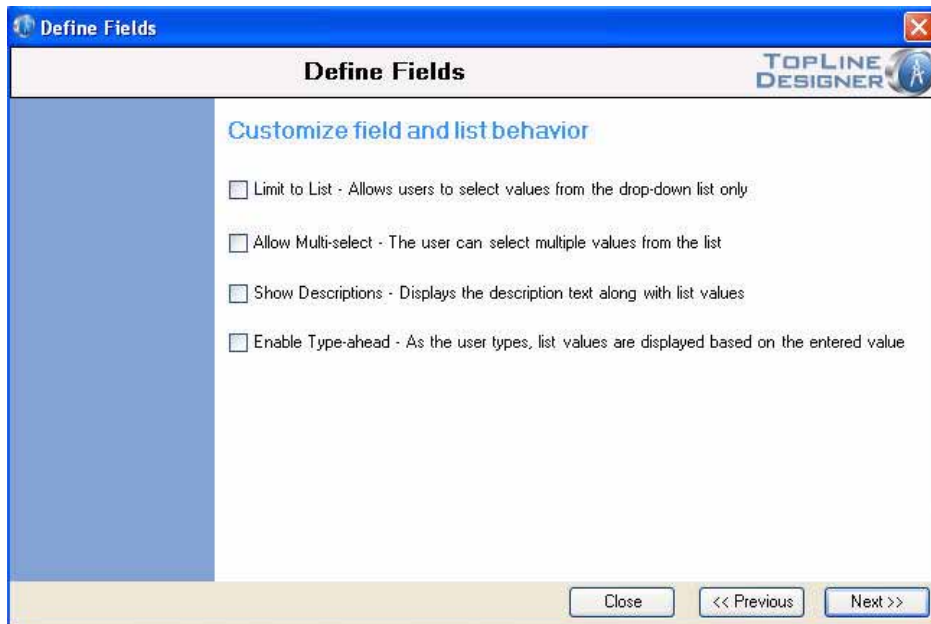 Define Fields
Define Fields
TOPLINE
DESIGNER
Customize field and list behavior
Limit to List - Allows users to select values from the drop-down list only
Allow Multi-select - The user can select multiple values from the list
Show Descriptions - Displays the description text along with list values
Enable Type-ahead - As the user types, list values are displayed based on the entered value
Close
<< Previous
Next >>